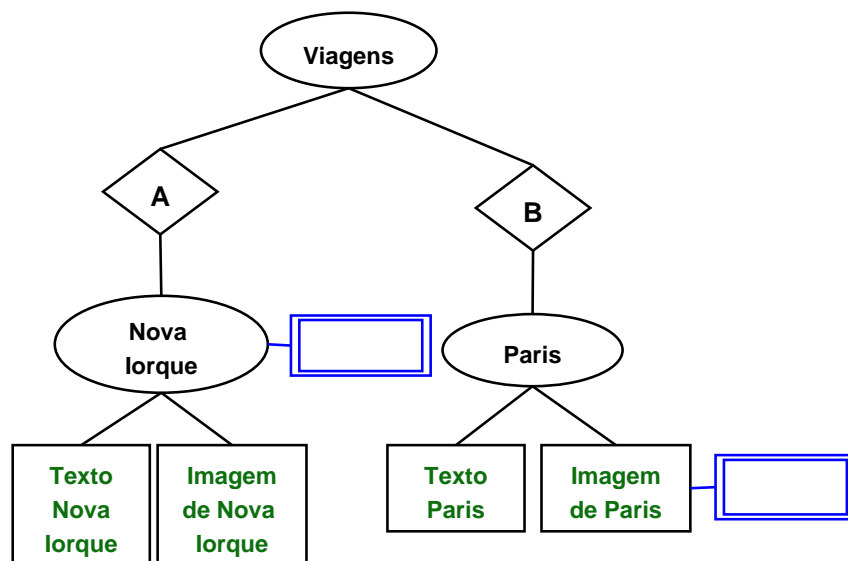 Viagens
A
B
Nova
Iorque
Paris
Texto
Nova
Iorque
Imagem
de Nova
Iorque
Texto
Paris
Imagem
de Paris